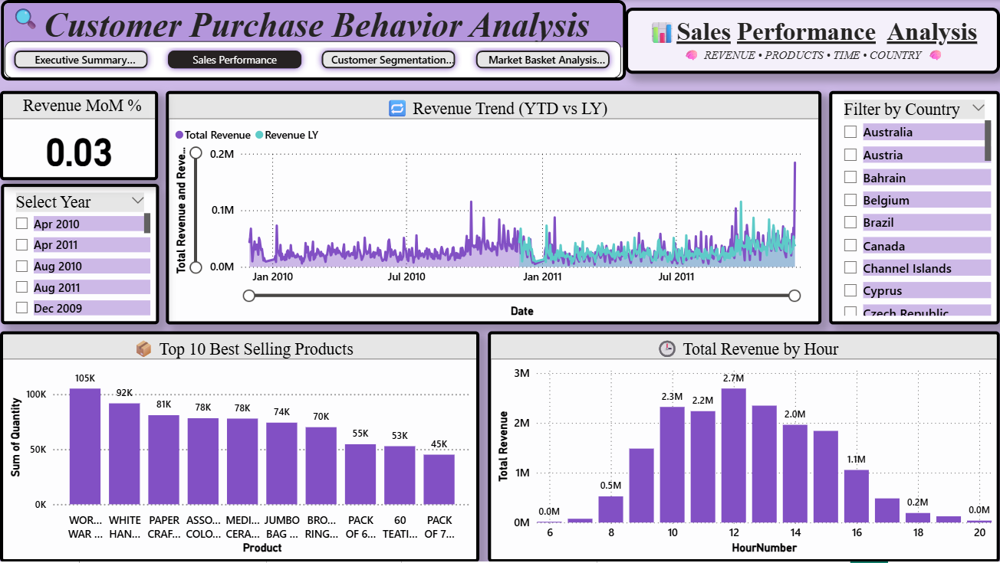 Customer Purchase Behavior Analysis
Executive Summary...
Sales Performance
Customer Segmentation...
Market Basket Analysis...
Sales Performance Analysis
REVENUE • PRODUCTS • TIME • COUNTRY
Revenue MoM %
0.03
Select Year
Apr 2010
Apr 2011
Aug 2010
Aug 2011
Dec 2009
Revenue Trend (YTD vs LY)
Total Revenue
Revenue LY
Total Revenue and Reve...
0.2M
0.1M
0.0M
Jan 2010
Jul 2010
Jan 2011
Jul 2011
Date
Filter by Country
Australia
Austria
Bahrain
Belgium
Brazil
Canada
Channel Islands
Cyprus
Czech Republic
Top 10 Best Selling Products
Sum of Quantity
100K
50K
0K
105K
92K
81K
78K
78K
74K
70K
55K
53K
45K
WOR... WHITE PAPER ASSO... MEDI... JUMBO BRO... PACK 60 PACK
WAR ... HAN... CRAF... COLO... CERA... BAG ... RING... OF 6... TEATI... OF 7...
Product
Total Revenue by Hour
Total Revenue
3M
2M
1M
0M
0.0M
0.5M
2.3M
2.2M
2.7M
2.0M
1.1M
0.2M
0.0M
6 8 10 12 14 16 18 20
HourNumber